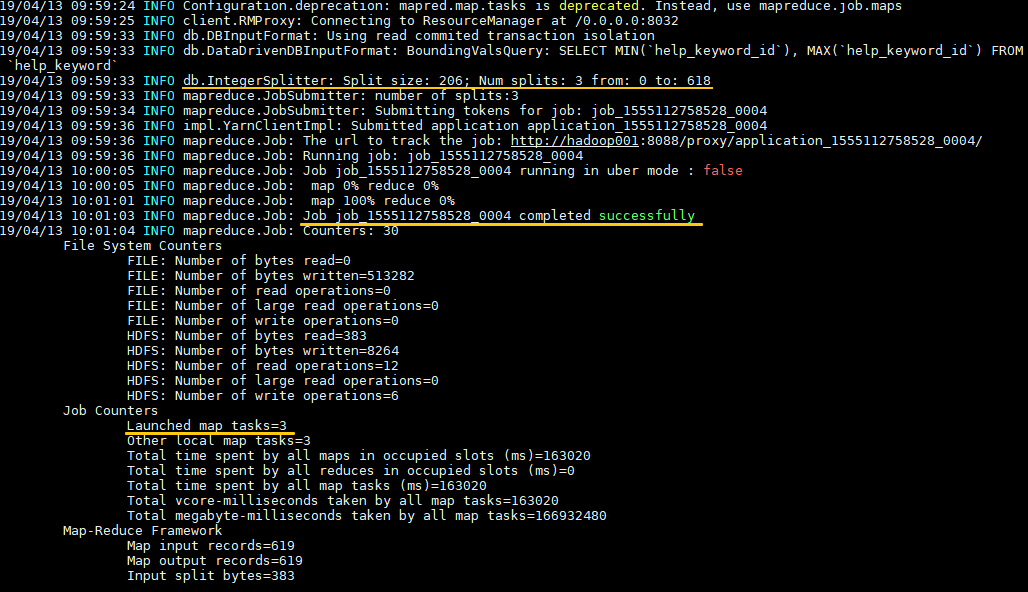 19/04/13 09:59:24 INFO Configuration.deprecation: mapred.map.tasks is deprecated. Instead, use mapreduce.job.maps
19/04/13 09:59:25 INFO client.RMProxy: Connecting to ResourceManager at /0.0.0.0:8032
19/04/13 09:59:33 INFO db.DBInputFormat: Using read commited transaction isolation
19/04/13 09:59:33 INFO db.DataDrivenDBInputFormat: BoundingValsQuery: SELECT MIN(`help_keyword_id`), MAX(`help_keyword_id`) FROM
`help_keyword`
19/04/13 09:59:33 INFO db.IntegerSplitter: Split size: 206; Num splits: 3 from: 0 to: 618
19/04/13 09:59:33 INFO mapreduce.JobSubmitter: number of splits:3
19/04/13 09:59:34 INFO mapreduce.JobSubmitter: Submitting tokens for job: job_1555112758528_0004
19/04/13 09:59:36 INFO impl.YarnClientImpl: Submitted application application_1555112758528_0004
19/04/13 09:59:36 INFO mapreduce.Job: The url to track the job: http://hadoop001:8088/proxy/application_1555112758528_0004/
19/04/13 09:59:36 INFO mapreduce.Job: Running job: job_1555112758528_0004
19/04/13 10:00:05 INFO mapreduce.Job: Job job_1555112758528_0004 running in uber mode : false
19/04/13 10:00:05 INFO mapreduce.Job:  map 0% reduce 0%
19/04/13 10:01:01 INFO mapreduce.Job:  map 100% reduce 0%
19/04/13 10:01:03 INFO mapreduce.Job: Job job_1555112758528_0004 completed successfully
19/04/13 10:01:04 INFO mapreduce.Job: Counters: 30
File System Counters
FILE: Number of bytes read=0
FILE: Number of bytes written=513282
FILE: Number of read operations=0
FILE: Number of large read operations=0
FILE: Number of write operations=0
HDFS: Number of bytes read=383
HDFS: Number of bytes written=8264
HDFS: Number of read operations=12
HDFS: Number of large read operations=0
HDFS: Number of write operations=6
Job Counters
Launched map tasks=3
Other local map tasks=3
Total time spent by all maps in occupied slots (ms)=163020
Total time spent by all reduces in occupied slots (ms)=0
Total time spent by all map tasks (ms)=163020
Total vcore-milliseconds taken by all map tasks=163020
Total megabyte-milliseconds taken by all map tasks=166932480
Map-Reduce Framework
Map input records=619
Map output records=619
Input split bytes=383